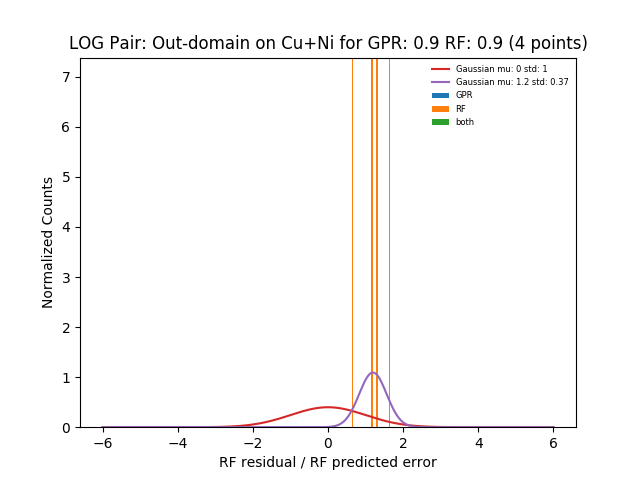 LOG Pair: Out-domain on Cu+Ni for GPR: 0.9 RF: 0.9 (4 points)
Gaussian mu: 0 std: 1
Gaussian mu: 1.2 std: 0.37
GPR
RF
both
Normalized Counts
7
6
5
4
3
2
1
0
−6 −4 −2 0 2 4 6
RF residual / RF predicted error